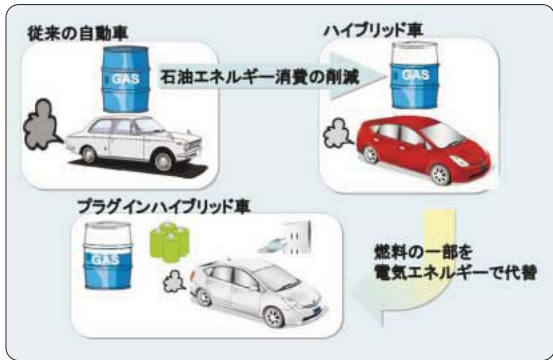 従来の自動車
GAS
石油エネルギー消費の削減
ハイブリッド車
GAS
プラグインハイブリッド車
GAS
燃料の一部を
電気エネルギーで代替